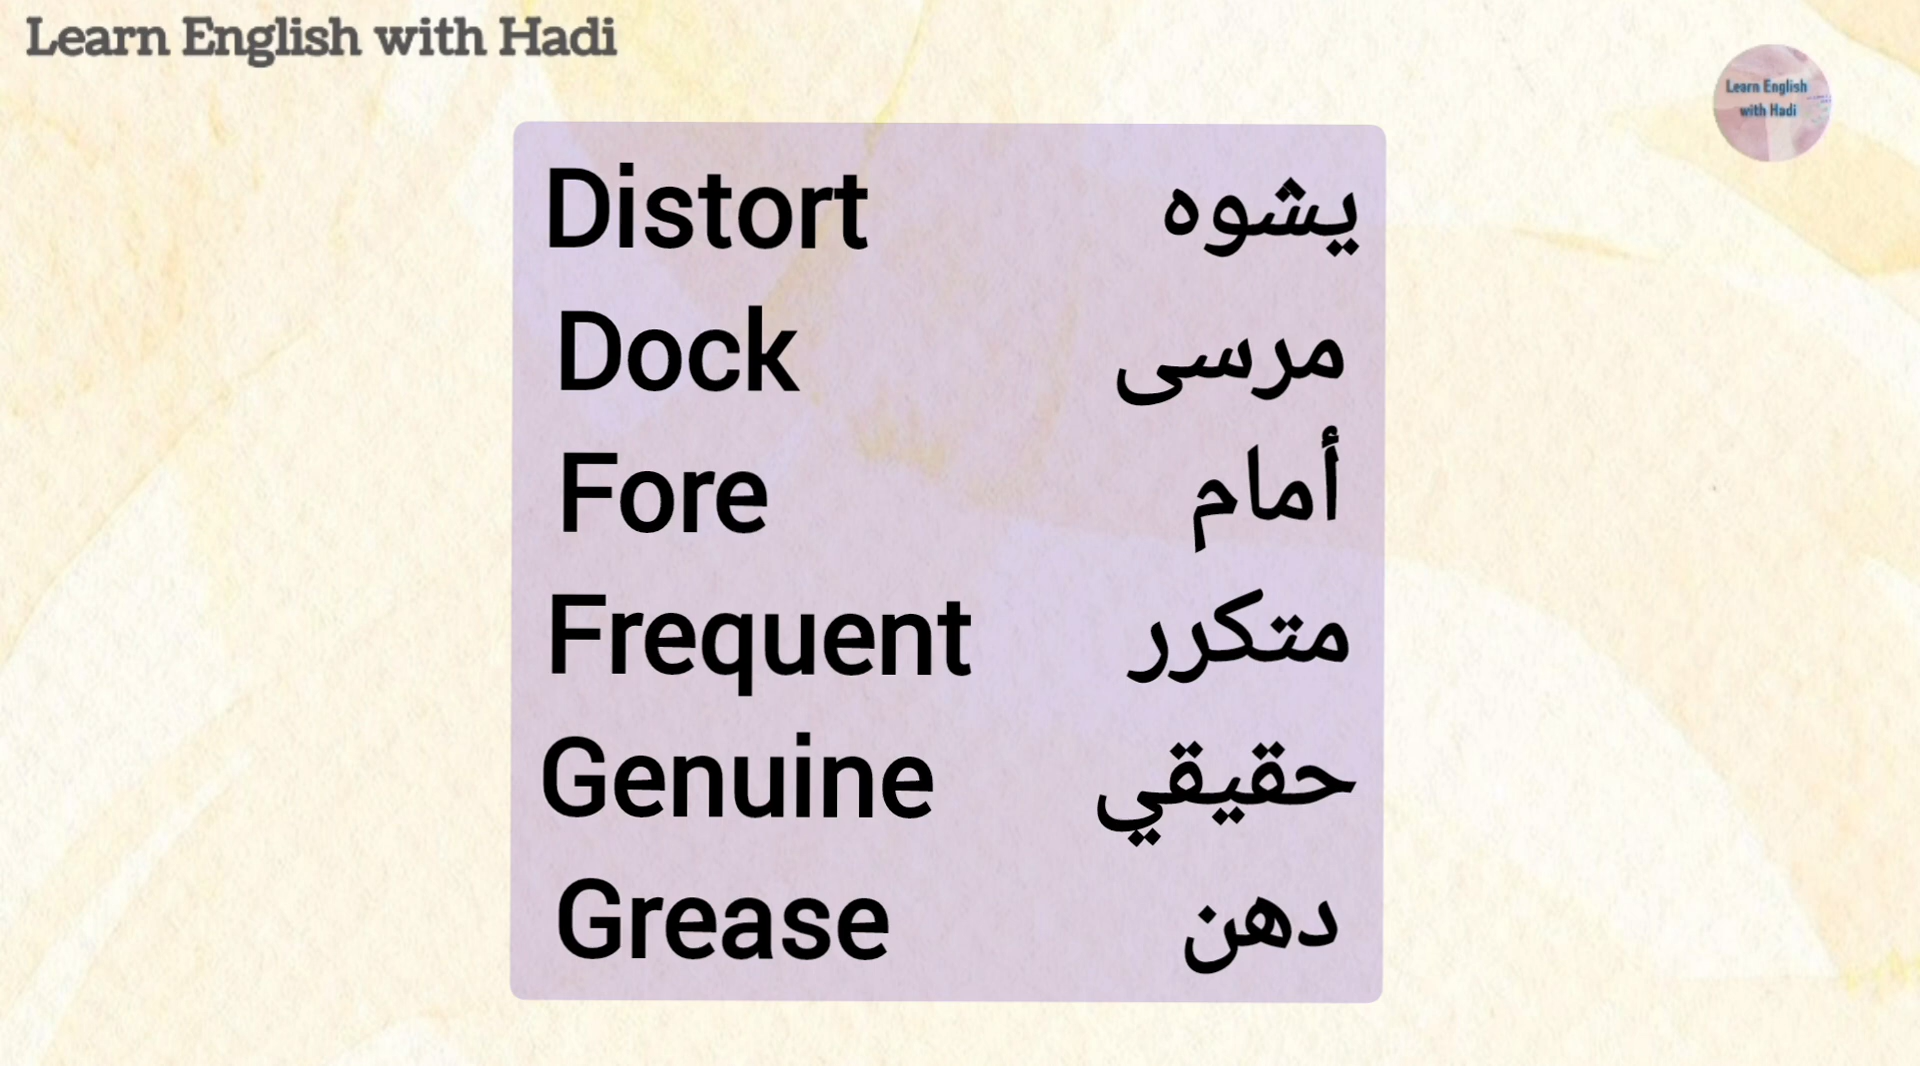 Learn English with Hadi
Learn English
with Hadi
Distort يشوه
Dock مرسى
Fore أمام
Frequent متكرر
Genuine حقيقي
Grease دهن